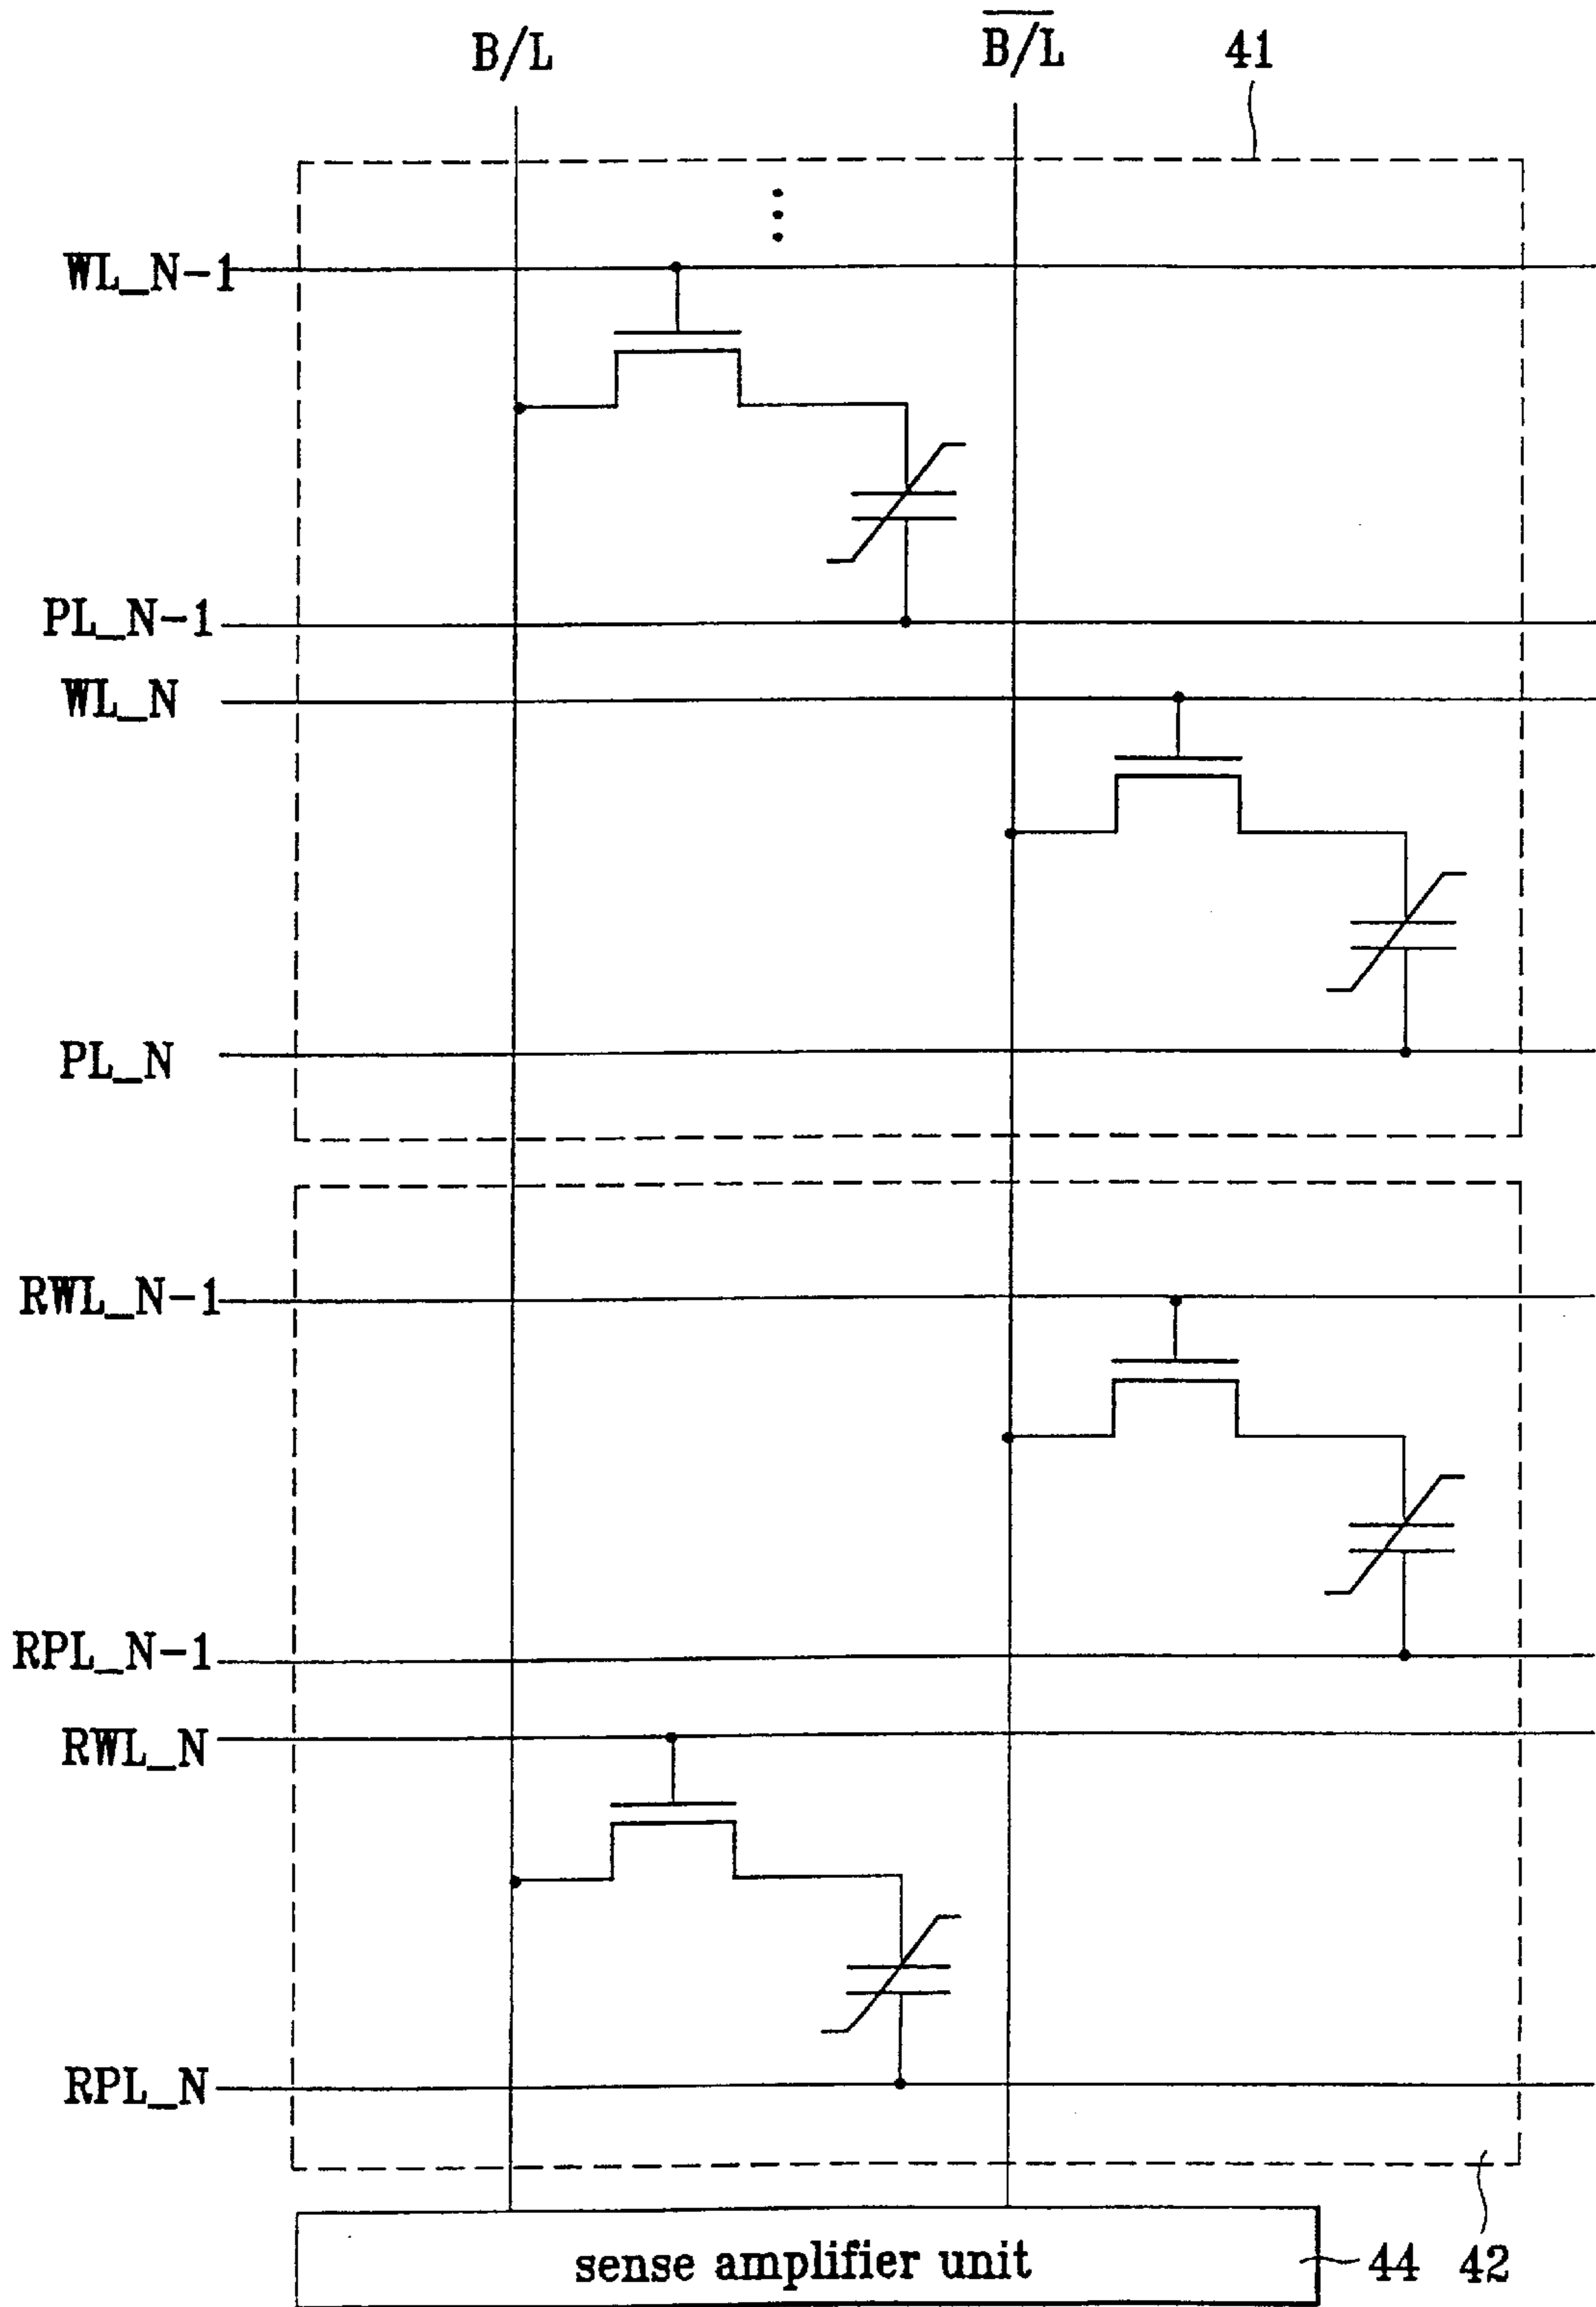 B/L
B/L
41
WL_N-1
PL_N-1
WL_N
PL_N
RWL_N-1
RPL_N-1
RWL_N
RPL_N
sense amplifier unit
44
42